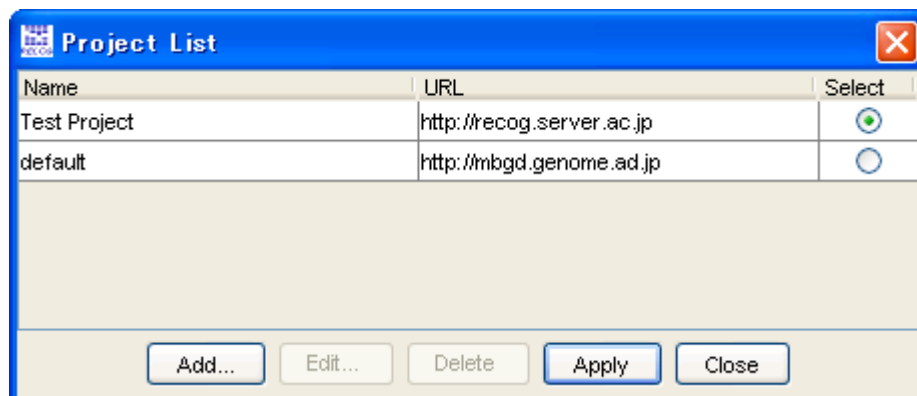 RECOG Project List
Name URL Select
Test Project http://recog.server.ac.jp
default http://mbgd.genome.ad.jp
Add... Edit... Delete Apply Close